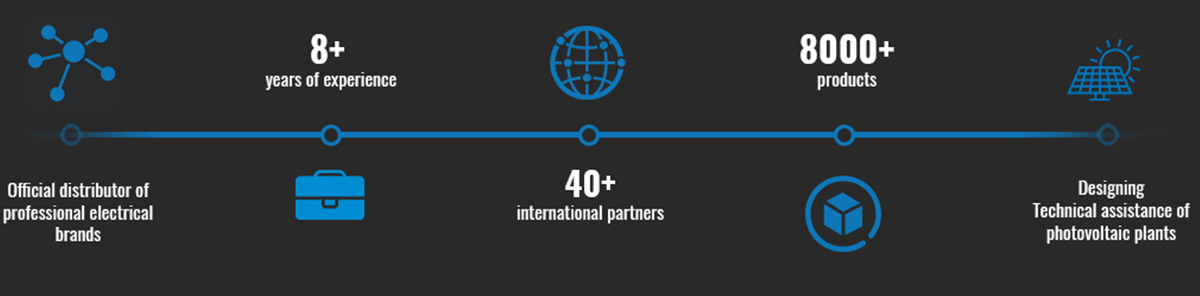 Official distributor of
professional electrical
brands
8+
years of experience
40+
international partners
8000+
products
Designing
Technical assistance of
photovoltaic plants